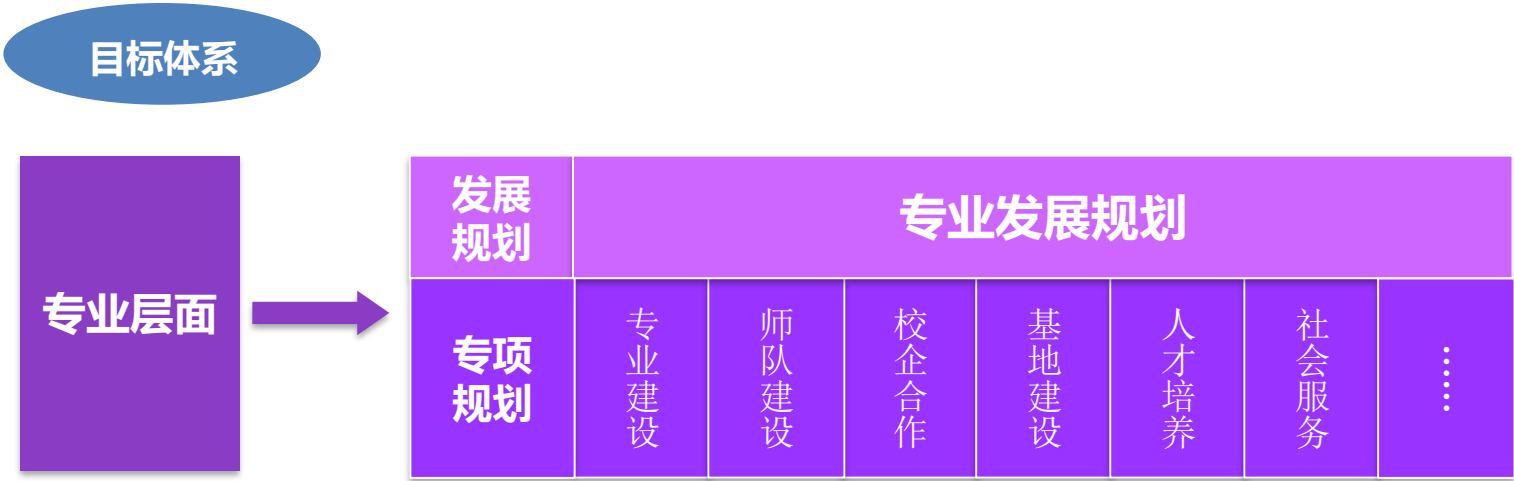 目标体系
专业层面
发展
规划
专业发展规划
专项
规划
专业建设
师队建设
校企合作
基地建设
人才培养
社会服务
……